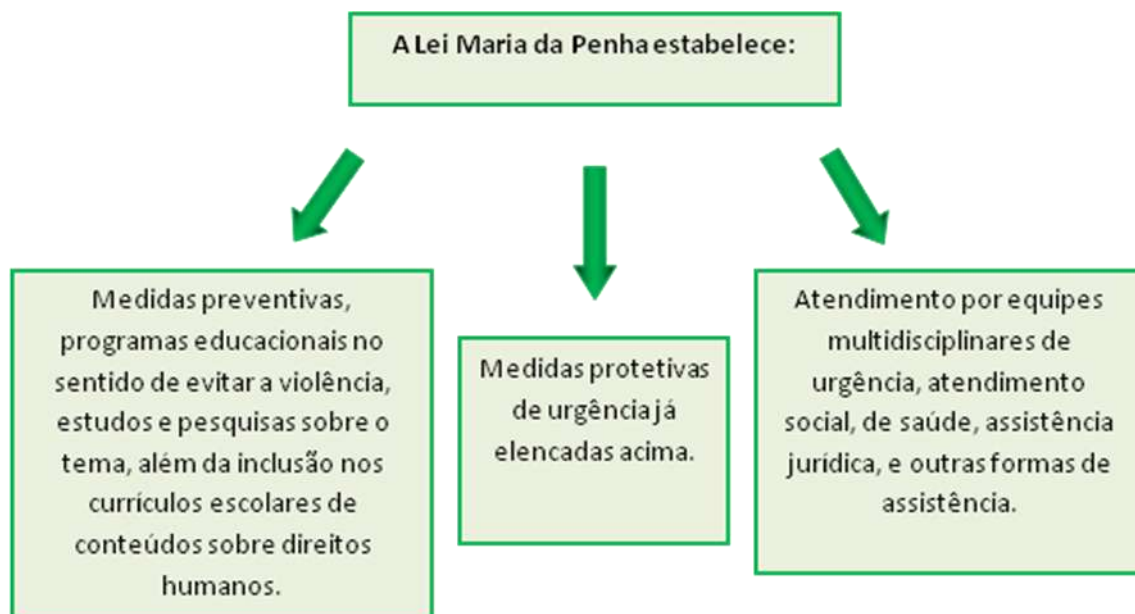 A Lei Maria da Penha estabelece:
Medidas preventivas,
programas educacionais no
sentido de evitar a violência,
estudos e pesquisas sobre o
tema, além da inclusão nos
currículos escolares de
conteúdos sobre direitos
humanos.
Medidas protetivas
de urgência já
elencadas acima.
Atendimento por equipes
multidisciplinares de
urgência, atendimento
social, de saúde, assistência
jurídica, e outras formas de
assistência.